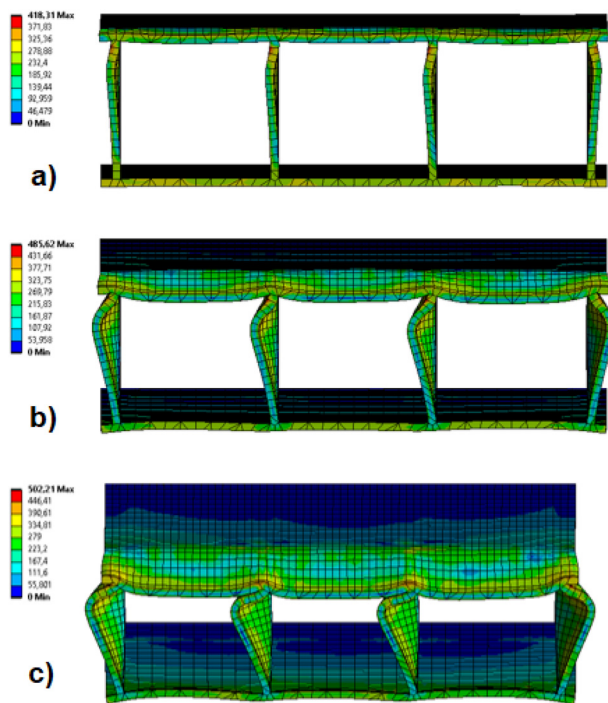 418,31 Max
371,83
325,36
278,88
232,4
185,92
139,44
92,959
46,479
0 Min
a)
485,62 Max
431,66
377,71
323,75
269,79
215,83
161,87
107,92
53,958
0 Min
b)
502,21 Max
446,41
390,61
334,81
279
223,2
167,4
111,6
55,801
0 Min
c)